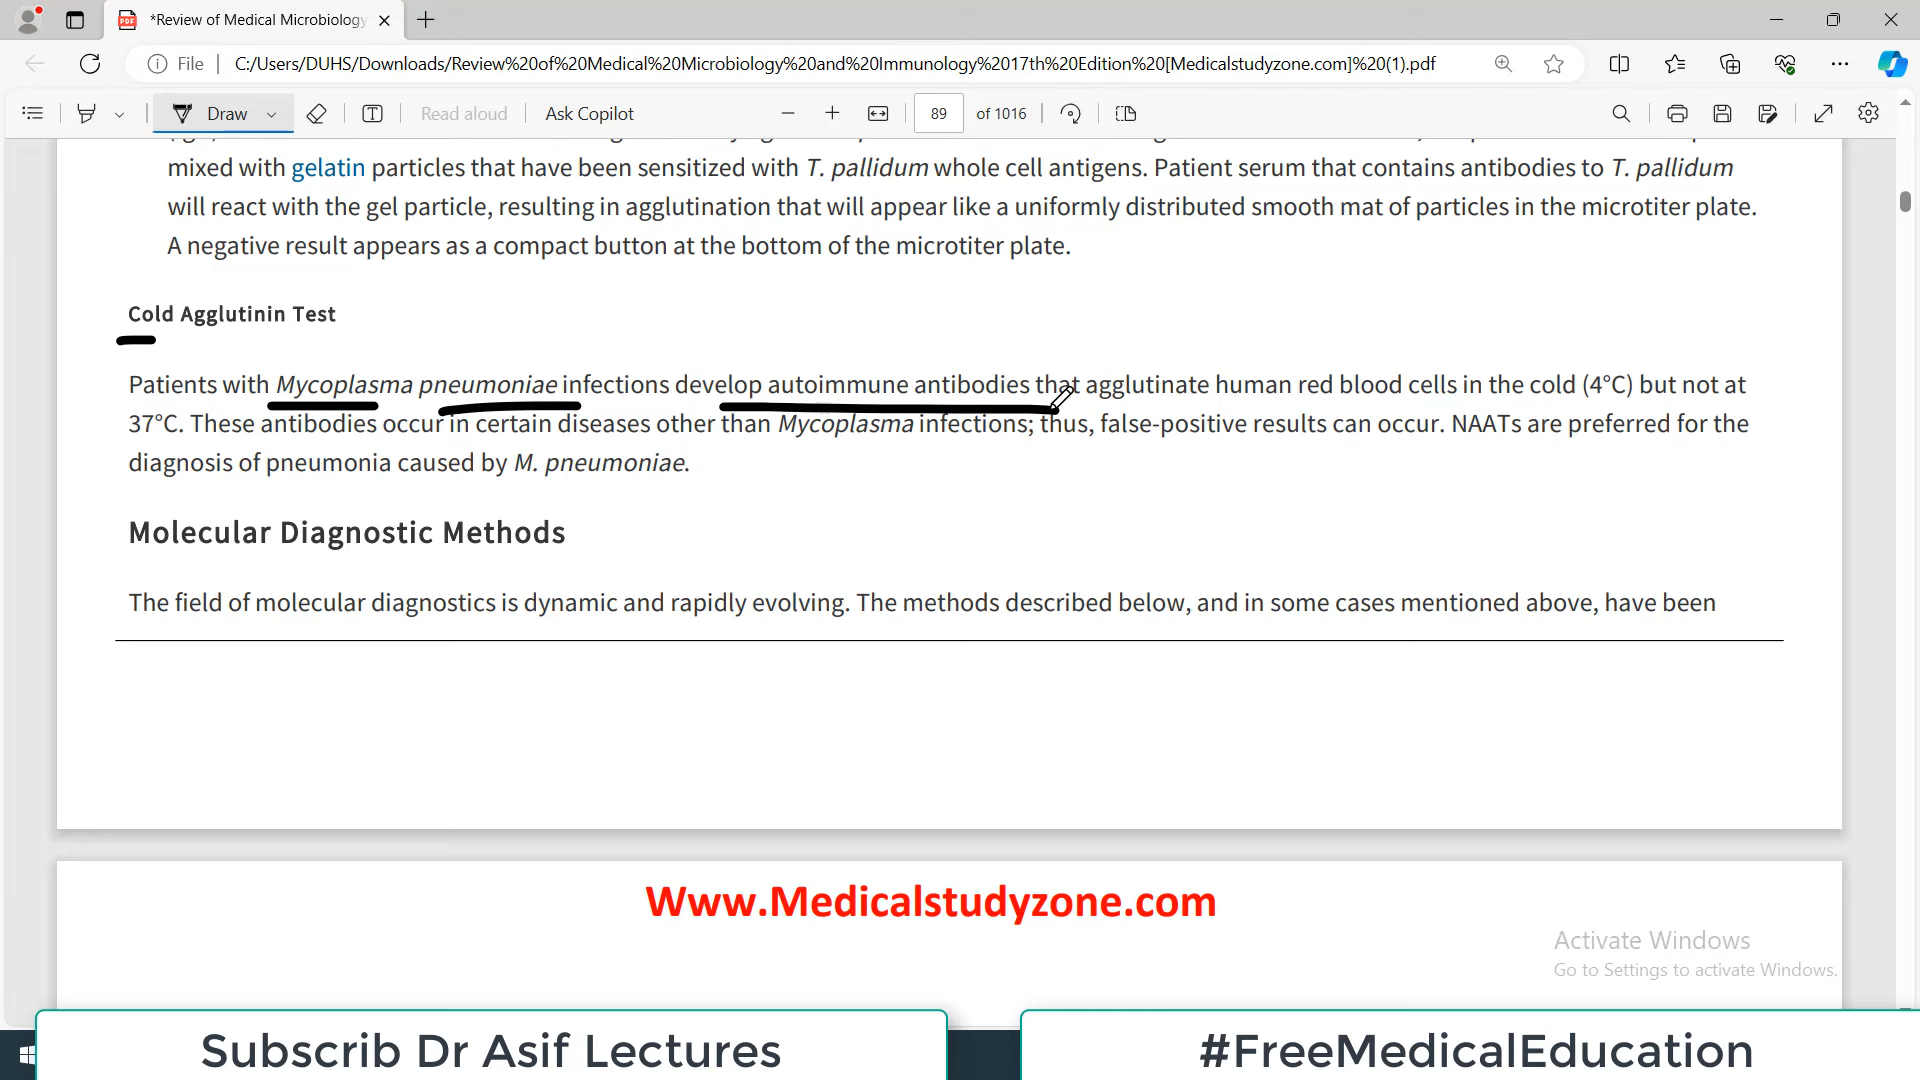 *Review of Medical Microbiology
File
C:/Users/DUHS/Downloads/Review%20of%20Medical%20Microbiology%20and%20Immunology%2017th%20Edition%20[Medicalstudyzone.com]%20(1).pdf
Draw
Read aloud
Ask Copilot
89
of 1016
mixed with gelatin particles that have been sensitized with T. pallidum whole cell antigens. Patient serum that contains antibodies to T. pallidum
will react with the gel particle, resulting in agglutination that will appear like a uniformly distributed smooth mat of particles in the microtiter plate.
A negative result appears as a compact button at the bottom of the microtiter plate.
Cold Agglutinin Test
Patients with Mycoplasma pneumoniae infections develop autoimmune antibodies that agglutinate human red blood cells in the cold (4°C) but not at
37°C. These antibodies occur in certain diseases other than Mycoplasma infections; thus, false-positive results can occur. NAATs are preferred for the
diagnosis of pneumonia caused by M. pneumoniae.
Molecular Diagnostic Methods
The field of molecular diagnostics is dynamic and rapidly evolving. The methods described below, and in some cases mentioned above, have been
Www.Medicalstudyzone.com
Activate Windows
Go to Settings to activate Windows.
Subscrib Dr Asif Lectures
#FreeMedicalEducation